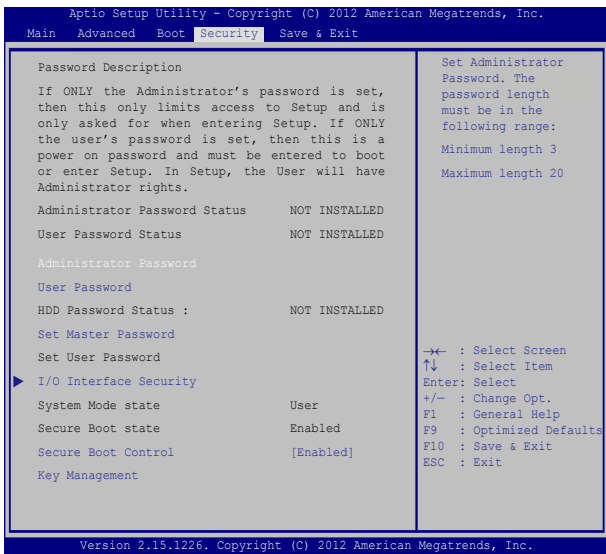 Aptio Setup Utility - Copyright (C) 2012 American Megatrends, Inc.
Main Advanced Boot Security Save & Exit
Password Description
If ONLY the Administrator's password is set,
then this only limits access to Setup and is
only asked for when entering Setup. If ONLY
the user's password is set, then this is a
power on password and must be entered to boot
or enter Setup. In Setup, the User will have
Administrator rights.
Administrator Password Status NOT INSTALLED
User Password Status NOT INSTALLED
Administrator Password
User Password
HDD Password Status : NOT INSTALLED
Set Master Password
Set User Password
I/O Interface Security
System Mode state User
Secure Boot state Enabled
Secure Boot Control [Enabled]
Key Management
Set Administrator
Password. The
password length
must be in the
following range:
Minimum length 3
Maximum length 20
→← : Select Screen
↑↓ : Select Item
Enter: Select
+/— : Change Opt.
F1 : General Help
F9 : Optimized Defaults
F10 : Save & Exit
ESC : Exit
Version 2.15.1226. Copyright (C) 2012 American Megatrends, Inc.